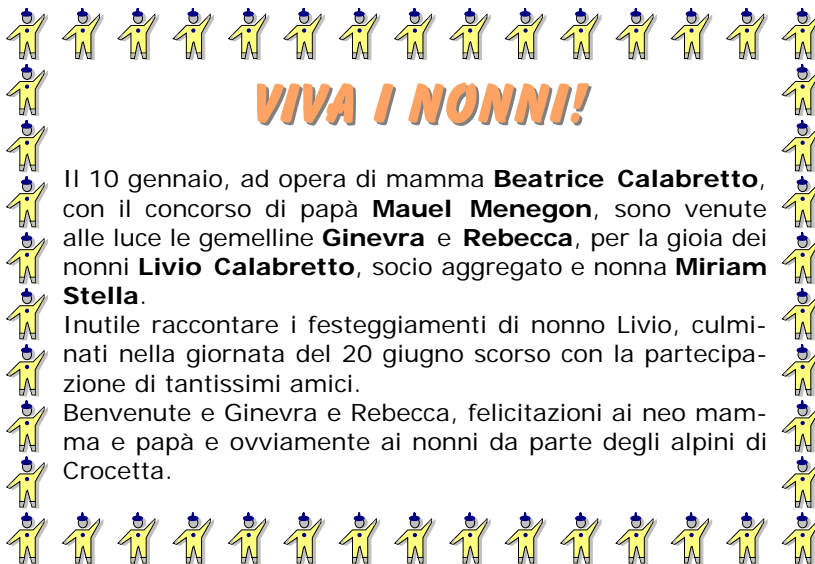 VIVA I NONNI!
Il 10 gennaio, ad opera di mamma Beatrice Calabretto,
con il concorso di papà Mauel Menegon, sono venute
alle luce le gemelline Ginevra e Rebecca, per la gioia dei
nonni Livio Calabretto, socio aggregato e nonna Miriam
Stella.
Inutile raccontare i festeggiamenti di nonno Livio, culmi-
nati nella giornata del 20 giugno scorso con la partecipa-
zione di tantissimi amici.
Benvenute e Ginevra e Rebecca, felicitazioni ai neo mam-
ma e papà e ovviamente ai nonni da parte degli alpini di
Crocetta.